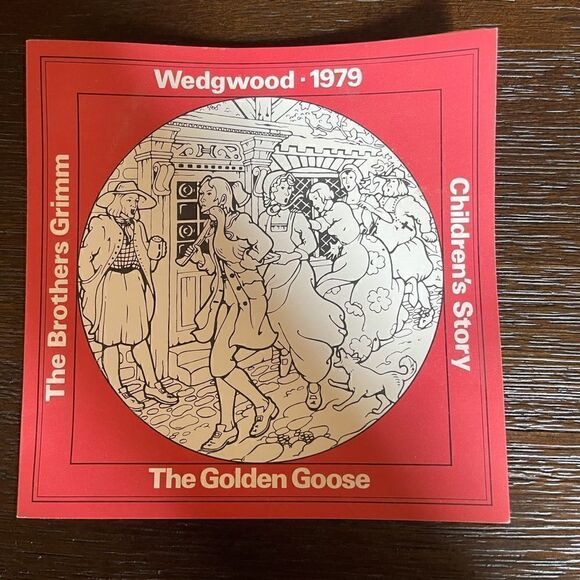 Wedgwood · 1979
The Brothers Grimm
Children's Story
The Golden Goose